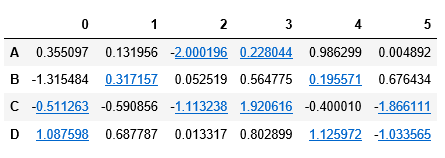 0 1 2 3 4 5
A 0.355097 0.131956 -2.000196 0.228044 0.986299 0.004892
B -1.315484 0.317157 0.052519 0.564775 0.195571 0.676434
C -0.511263 -0.590856 -1.113238 1.920616 -0.400010 -1.866111
D 1.087598 0.687787 0.013317 0.802899 1.125972 -1.033565